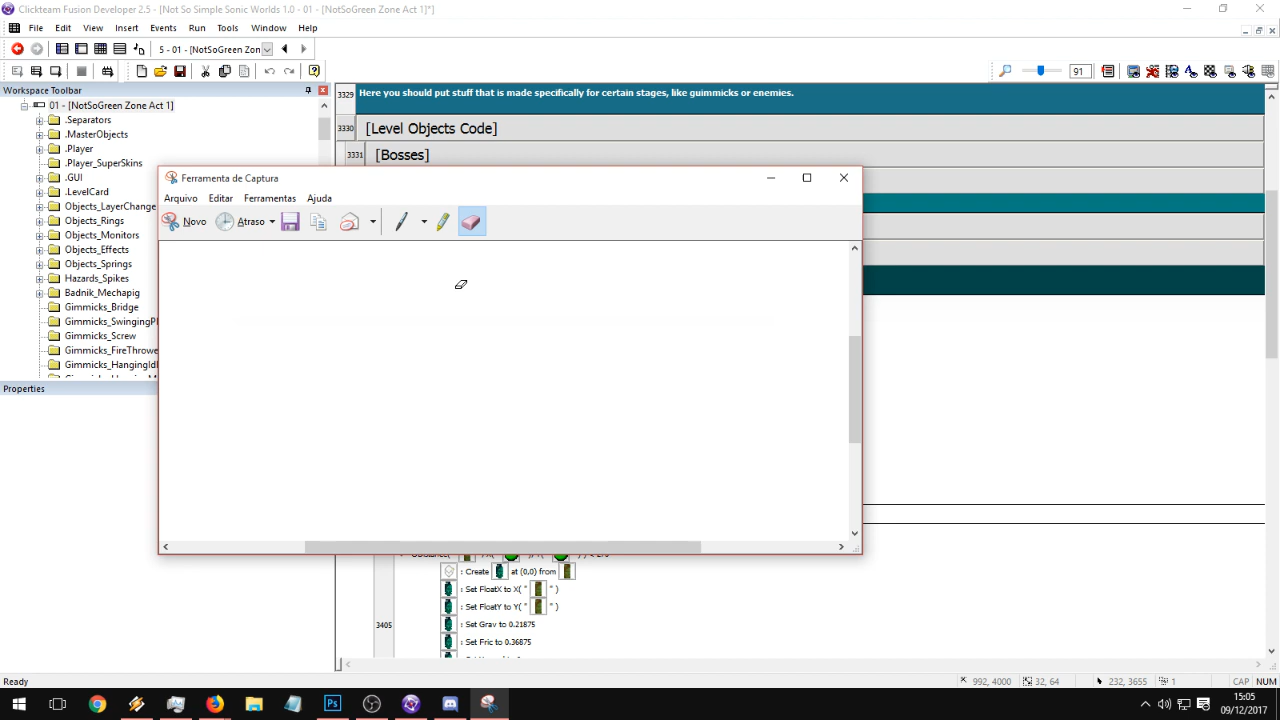 Clickteam Fusion Developer 2.5 - Not So Simple Sonic Worlds 1.0 - 01 - [NotSoGreen Zone Act 1]*]
File Edit View Insert Events Run Tools Window Help
5 - 01 - [NotSoGreen Zon
91
Workspace Toolbar
01 - [NotSoGreen Zone Act 1]
.Separators
.MasterObjects
.Player
.Player_SuperSkins
.GUI
.LevelCard
Objects_LayerChange
Objects_Rings
Objects_Monitors
Objects_Effects
Objects_Springs
Hazards_Spikes
Badnik_Mechapig
Gimmicks_Bridge
Gimmicks_SwingingPl
Gimmicks_Screw
Gimmicks_FireThrowe
Gimmicks_HangingIdl
Properties
3329 Here you should put stuff that is made specifically for certain stages, like guimmicks or enemies.
3330 [Level Objects Code]
3331 [Bosses]
Ferramenta de Captura
Arquivo Editar Ferramentas Ajuda
Novo Atraso
: Create at (0,0) from
: Set FloatX to X( " " )
: Set FloatY to Y( " " )
3405 : Set Grav to 0.21875
: Set Fric to 0.36875
Ready
992, 4000 32, 64 232, 3655 1 CAP NUM
Ps
15:05
09/12/2017